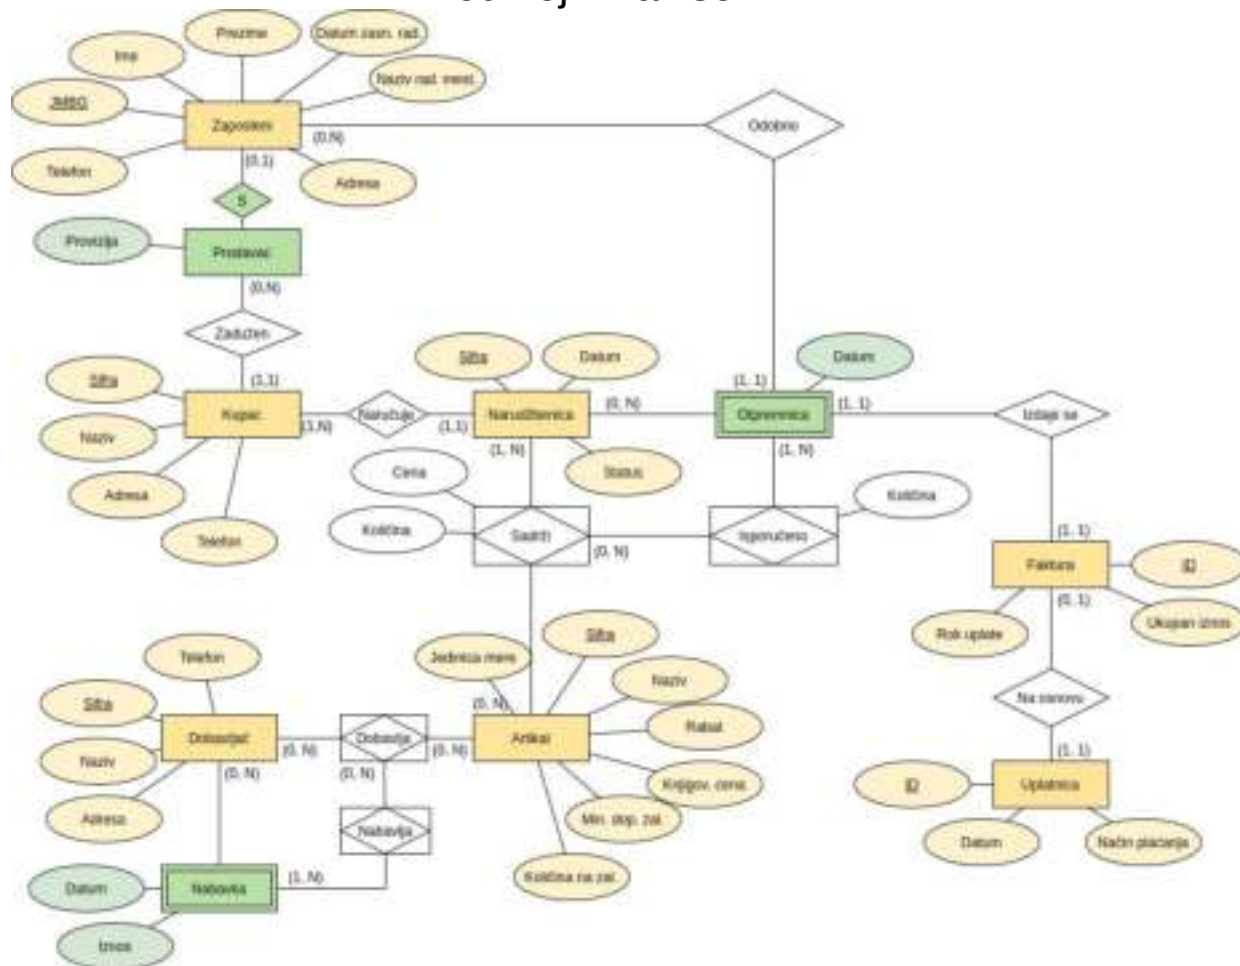 Prezime
Datum zasn. rad.
Ime
Naziv rad. mest.
JMBG
Zaposleni
(0,N)
Odobrio
(0,1)
Telefon
Adresa
S
Provizija
Prodavac
(0,N)
Zadužen
Šifra
Datum
Datum
Šifra
(1,1)
(0, N)
(1, 1)
(1, 1)
Kupac
Naručuje
Narudžbenica
Otpremnica
Izdaje se
(1,N)
(1,1)
Naziv
(1, N)
(1, N)
Cena
Status
Adresa
Količina
Količina
Telefon
Sadrži
Isporučeno
(0, N)
(1, 1)
Faktura
ID
(0, 1)
Rok uplate
Ukupan iznos
Šifra
Telefon
Jedinica mere
Naziv
Šifra
(0, N)
Rabat
Na osnovu
Dobavljač
Dobavlja
Artikal
(0, N)
(0, N)
(1, 1)
Naziv
(0, N)
(0, N)
Knjigov. cena
ID
Uplatnica
Adresa
Min. dop. zal.
Nabavlja
Datum
Način plaćanja
Količina na zal.
(1, N)
Datum
Nabavka
Iznos